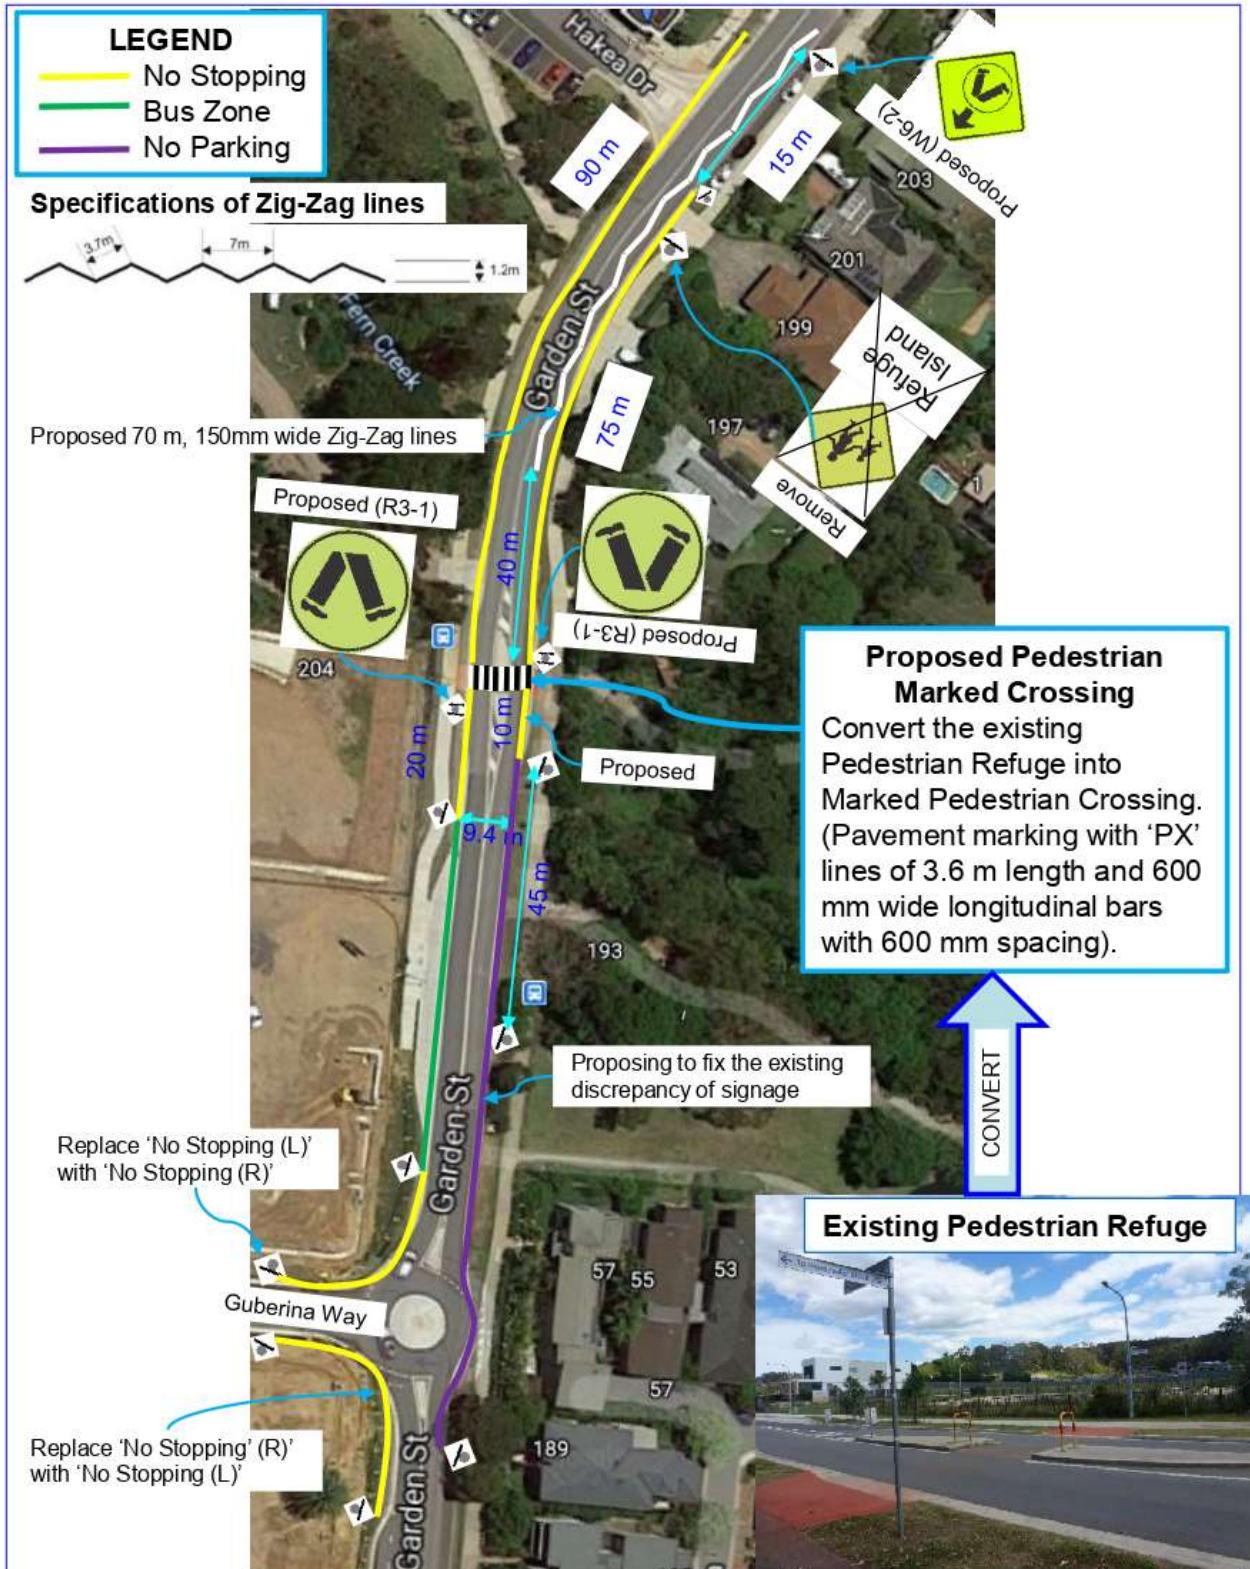 LEGEND
No Stopping
Bus Zone
No Parking
Specifications of Zig-Zag lines
3.7m
7m
1.2m
Hakea Dr
90 m
15 m
Proposed (W6-2)
203
201
199
Fern Creek
Garden St
Refuge
Island
Remove
197
1
75 m
Proposed 70 m, 150mm wide Zig-Zag lines
Proposed (R3-1)
40 m
Proposed (R3-1)
204
20 m
10 m
Proposed
9.4 m
45 m
193
Proposed Pedestrian
Marked Crossing
Convert the existing
Pedestrian Refuge into
Marked Pedestrian Crossing.
(Pavement marking with ‘PX’
lines of 3.6 m length and 600
mm wide longitudinal bars
with 600 mm spacing).
CONVERT
Proposing to fix the existing
discrepancy of signage
Replace ‘No Stopping (L)’
with ‘No Stopping (R)’
Garden St
Guberina Way
57
55
53
57
189
Replace ‘No Stopping’ (R)’
with ‘No Stopping (L)’
Garden St
Existing Pedestrian Refuge